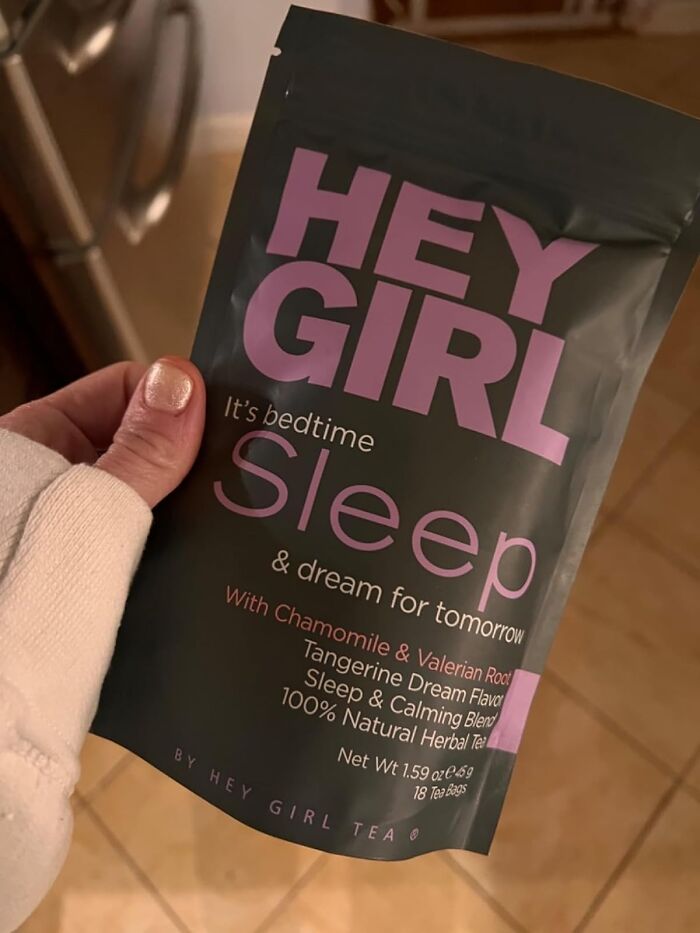 HEY
GIRL
It's bedtime
Sleep
& dream for tomorrow
With Chamomile & Valerian Root
Tangerine Dream Flavor
Sleep & Calming Blend
100% Natural Herbal Tea
Net Wt 1.59 oz ℮ 45 g
18 Tea Bags
BY HEY GIRL TEA ®